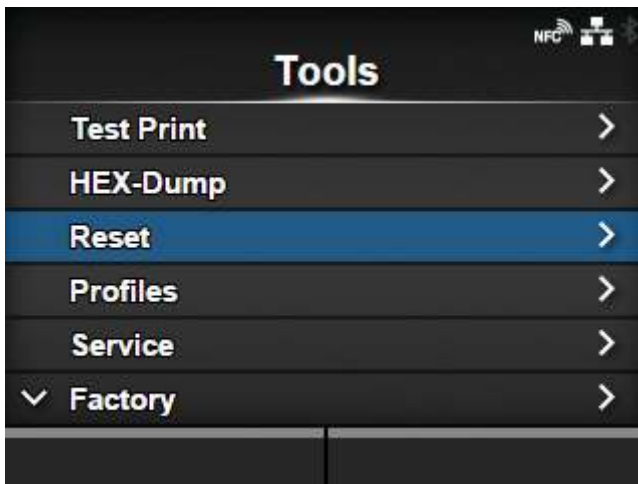 NFC
Tools
Test Print
HEX-Dump
Reset
Profiles
Service
Factory